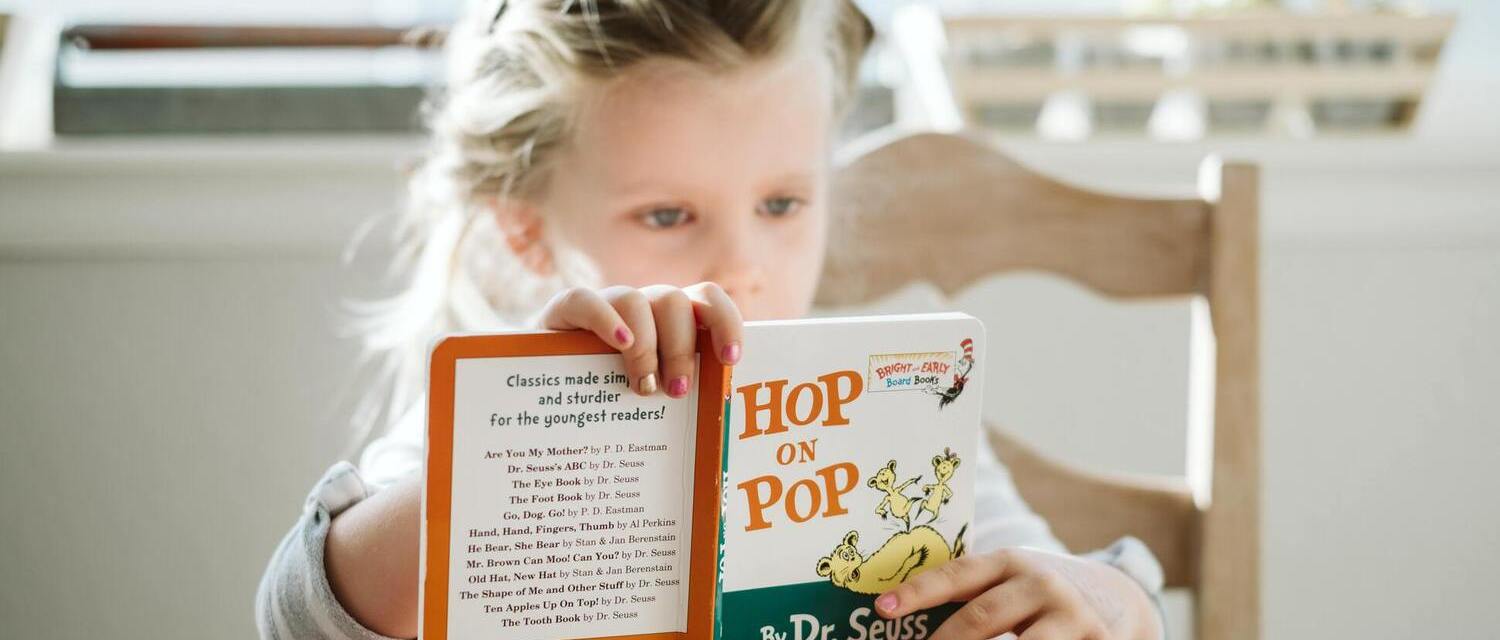 Classics made
and sturdier
for the youngest readers!
Are You My Mother? by P. D. Eastman
Dr. Seuss's ABC by Dr. Seuss
The Eye Book by Dr. Seuss
The Foot Book by Dr. Seuss
Go, Dog. Go! by P. D. Eastman
Hand, Hand, Fingers, Thumb by Al Perkins
He Bear, She Bear by Stan & Jan Berenstain
Mr. Brown Can Moo! Can You? by Dr. Seuss
Old Hat, New Hat by Stan & Jan Berenstain
The Shape of Me and Other Stuff by Dr. Seuss
Ten Apples Up On Top! by Dr. Seuss
The Tooth Book by Dr. Seuss
BRIGHT and EARLY
Board Books
HOP
ON
POP
By Dr. Seuss